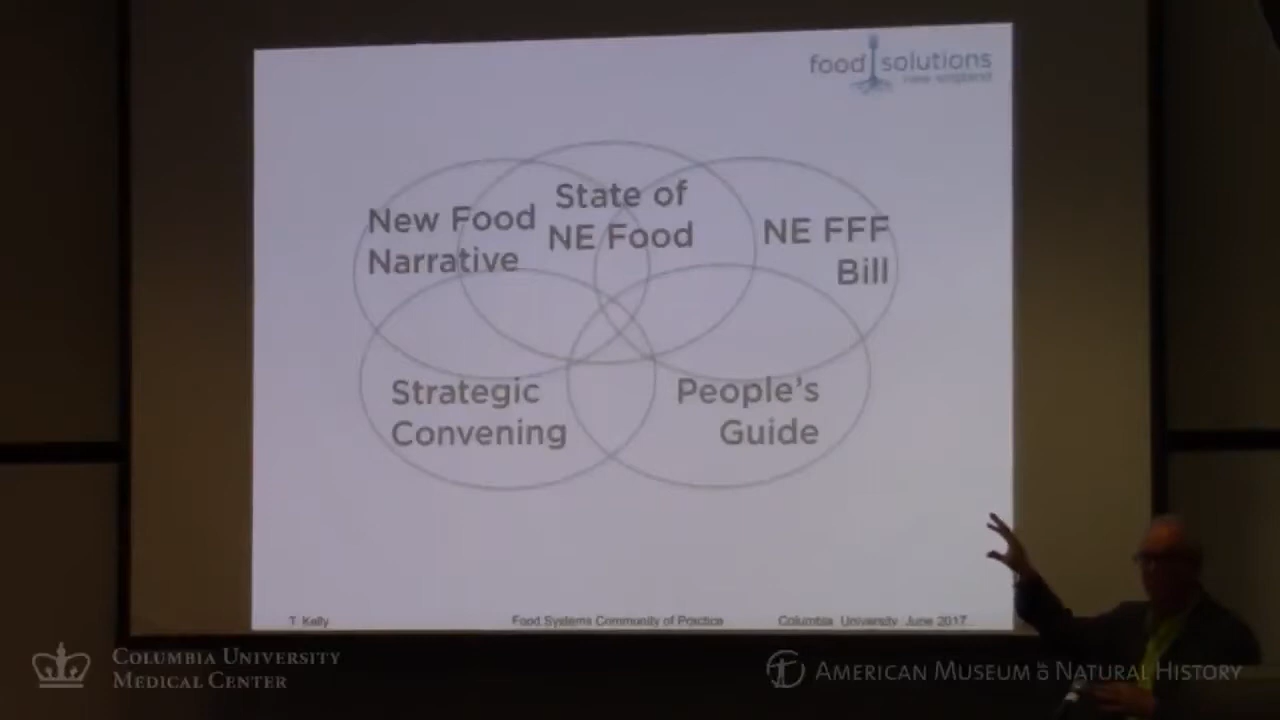 food solutions
new england
New Food
Narrative
State of
NE Food
NE FFF
Bill
Strategic
Convening
People's
Guide
T. Kelly
Food Systems Community of Practice
Columbia University June 2017
COLUMBIA UNIVERSITY
MEDICAL CENTER
AMERICAN MUSEUM OF NATURAL HISTORY